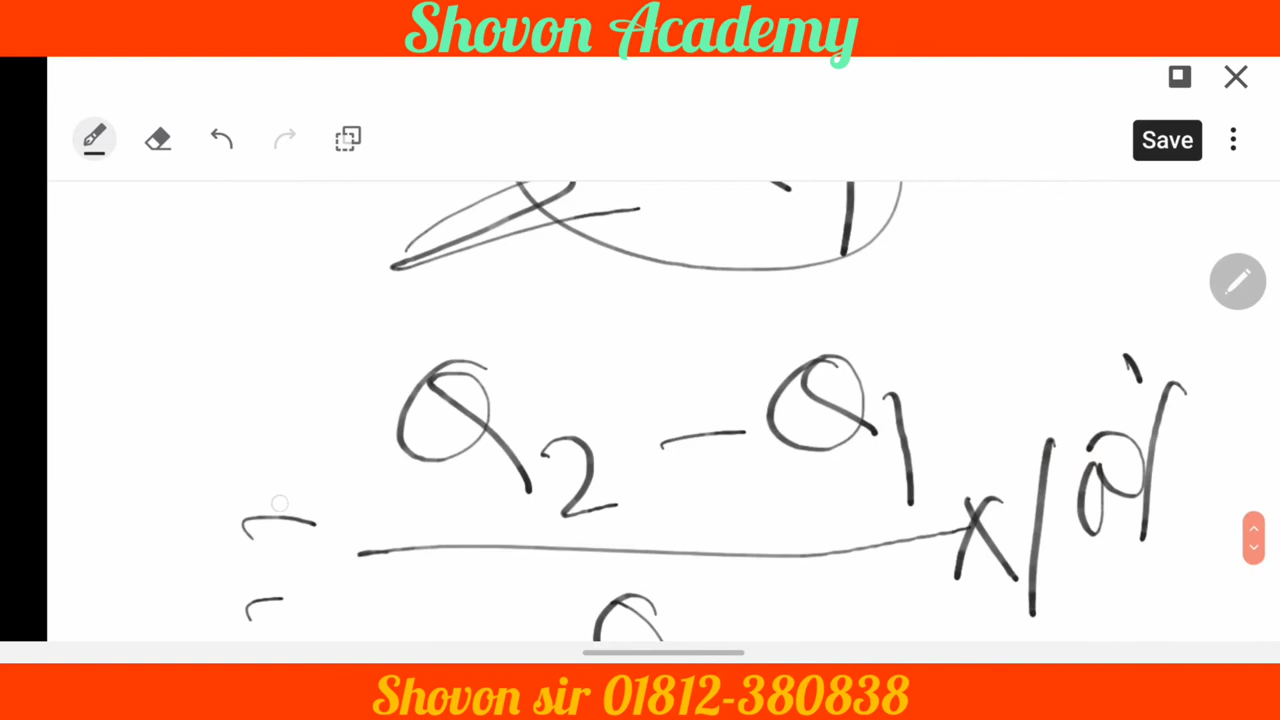 Shovon Academy
Save
Q2 - Q1
=
Shovon sir 01812-380838